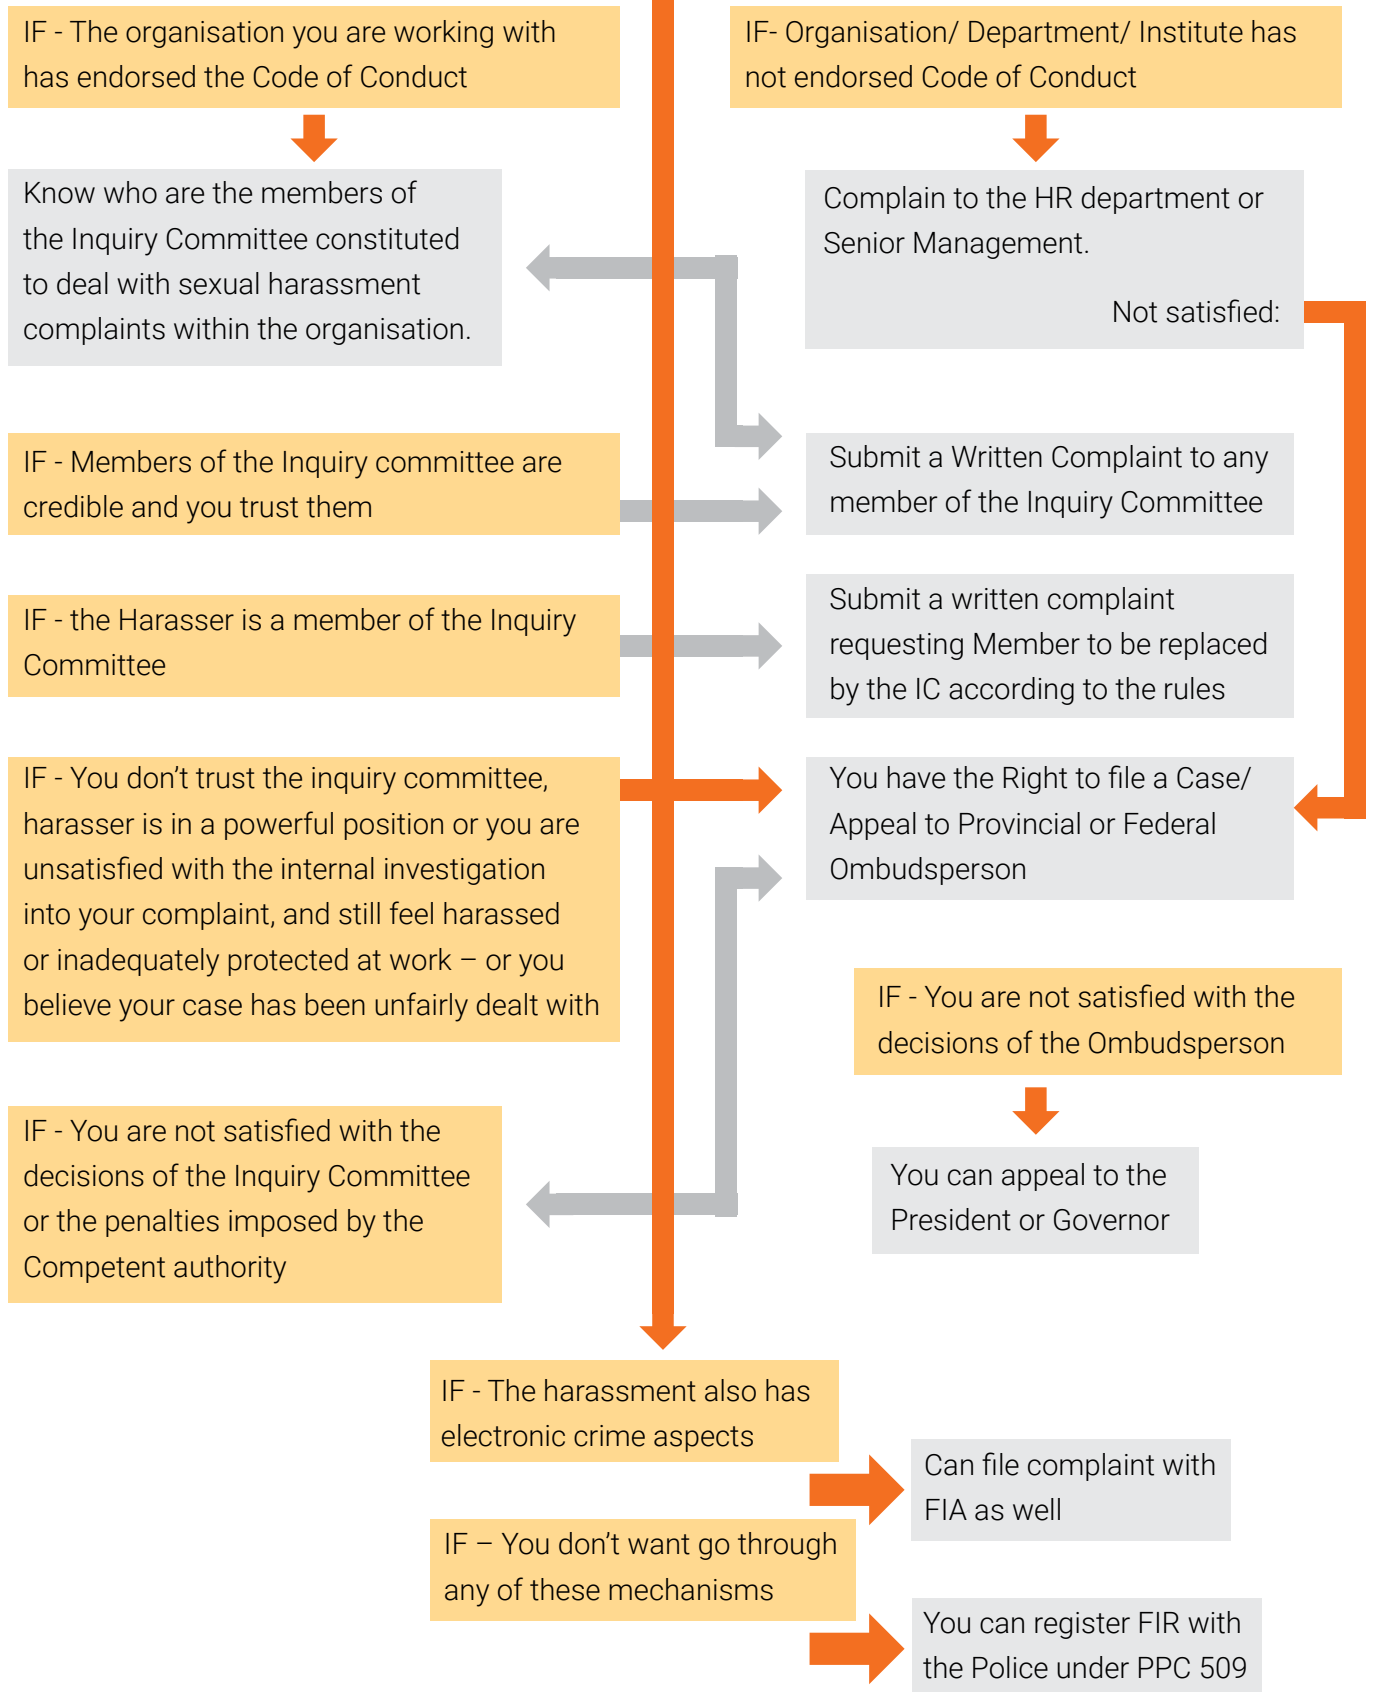 IF - The organisation you are working with
has endorsed the Code of Conduct
IF- Organisation/ Department/ Institute has
not endorsed Code of Conduct
Know who are the members of
the Inquiry Committee constituted
to deal with sexual harassment
complaints within the organisation.
Complain to the HR department or
Senior Management.
Not satisfied:
IF - Members of the Inquiry committee are
credible and you trust them
Submit a Written Complaint to any
member of the Inquiry Committee
IF - the Harasser is a member of the Inquiry
Committee
Submit a written complaint
requesting Member to be replaced
by the IC according to the rules
IF - You don’t trust the inquiry committee,
harasser is in a powerful position or you are
unsatisfied with the internal investigation
into your complaint, and still feel harassed
or inadequately protected at work – or you
believe your case has been unfairly dealt with
You have the Right to file a Case/
Appeal to Provincial or Federal
Ombudsperson
IF - You are not satisfied with the
decisions of the Ombudsperson
You can appeal to the
President or Governor
IF - You are not satisfied with the
decisions of the Inquiry Committee
or the penalties imposed by the
Competent authority
IF - The harassment also has
electronic crime aspects
Can file complaint with
FIA as well
IF – You don’t want go through
any of these mechanisms
You can register FIR with
the Police under PPC 509